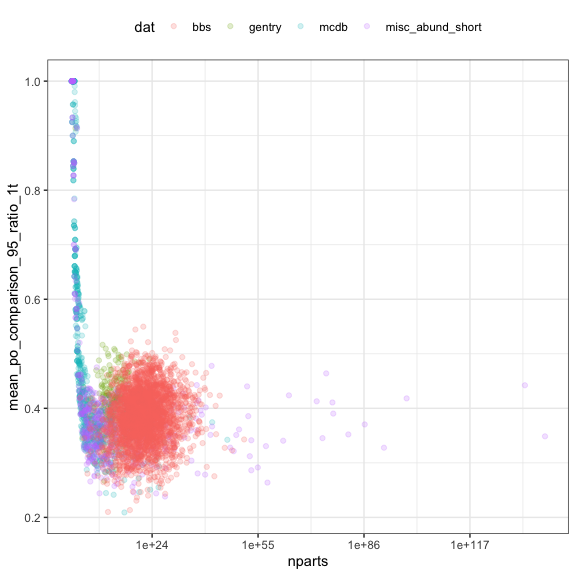 dat bbs gentry mcdb misc_abund_short
1.0
0.8
0.6
0.4
0.2
mean_po_comparison_95_ratio_1t
1e+24 1e+55 1e+86 1e+117
nparts